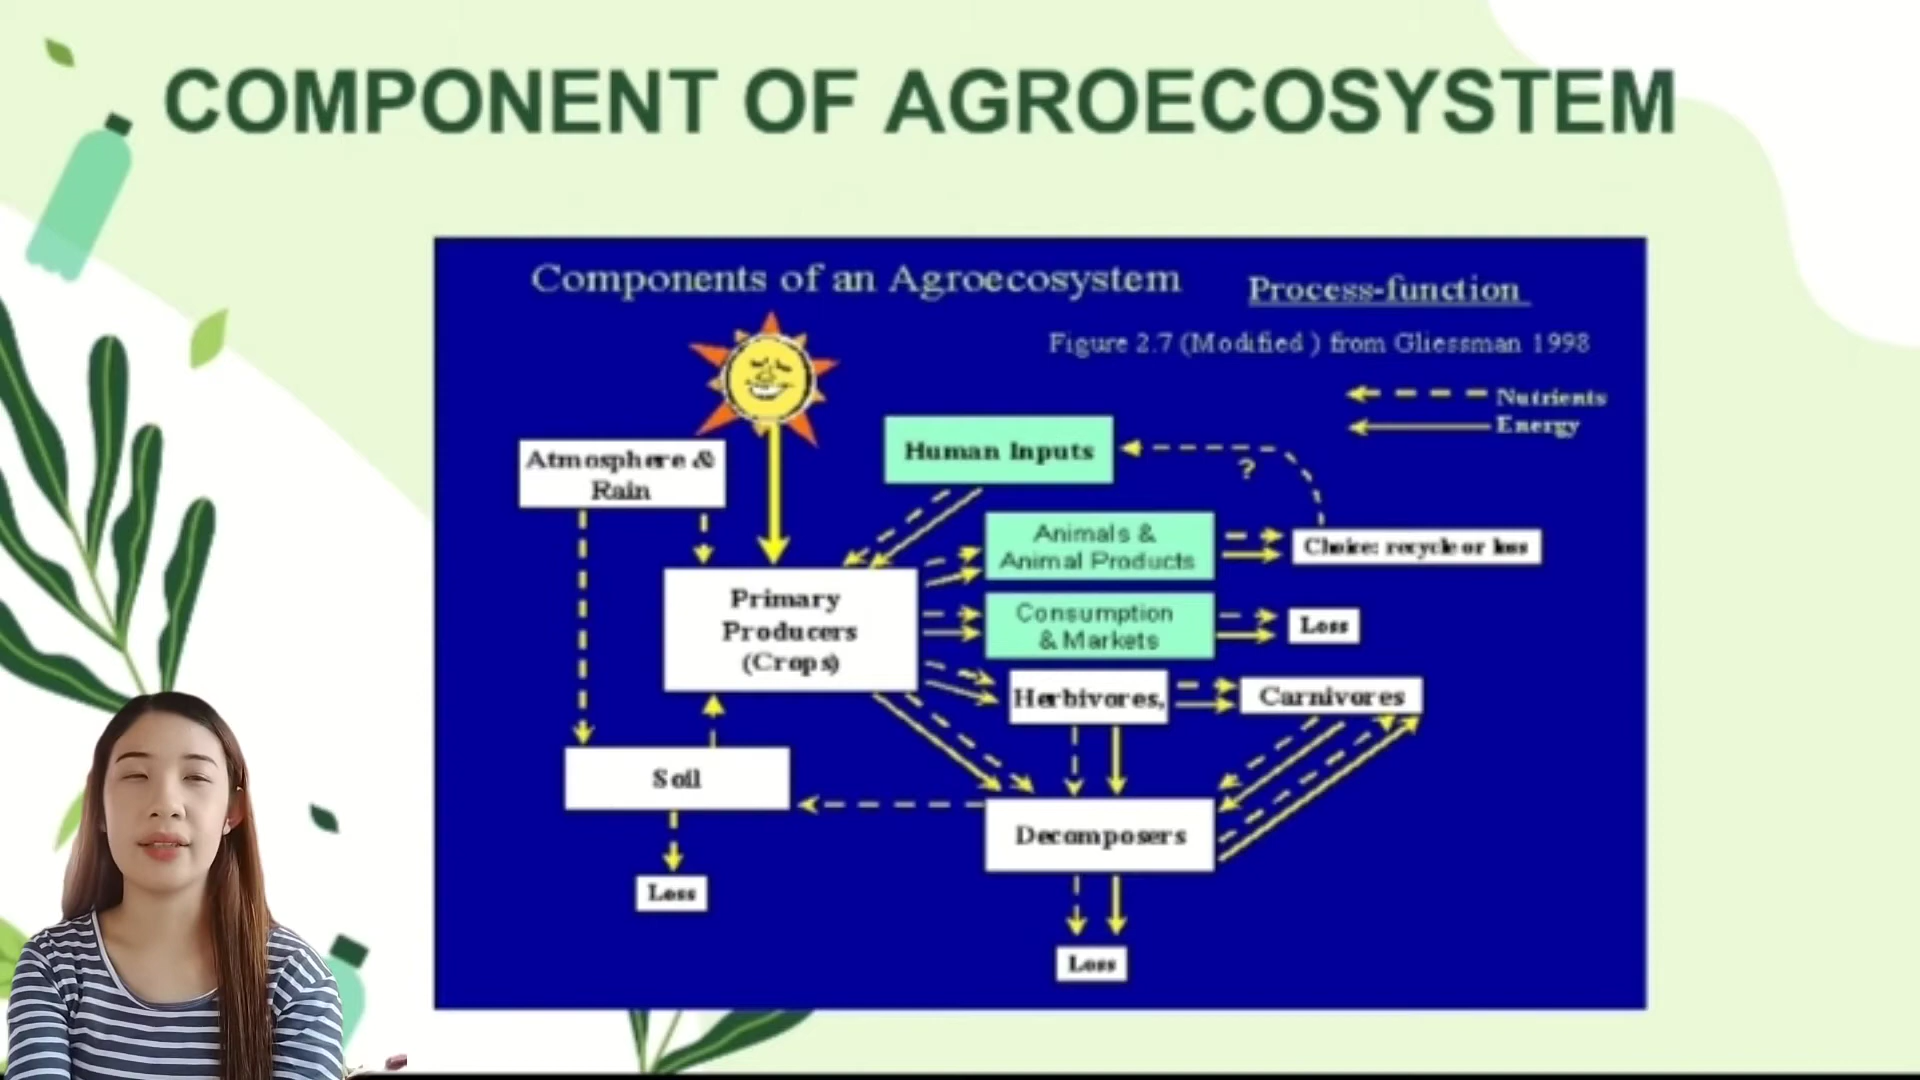 COMPONENT OF AGROECOSYSTEM
Components of an Agroecosystem
Process-function
Figure 2.7 (Modified ) from Gliessman 1998
Nutrients
Energy
Atmosphere &
Rain
Human Inputs
?
Animals &
Animal Products
Choice: recycle or loss
Primary
Producers
(Crops)
Consumption
& Markets
Loss
Herbivores,
Carnivores
Soil
Decomposers
Loss
Loss